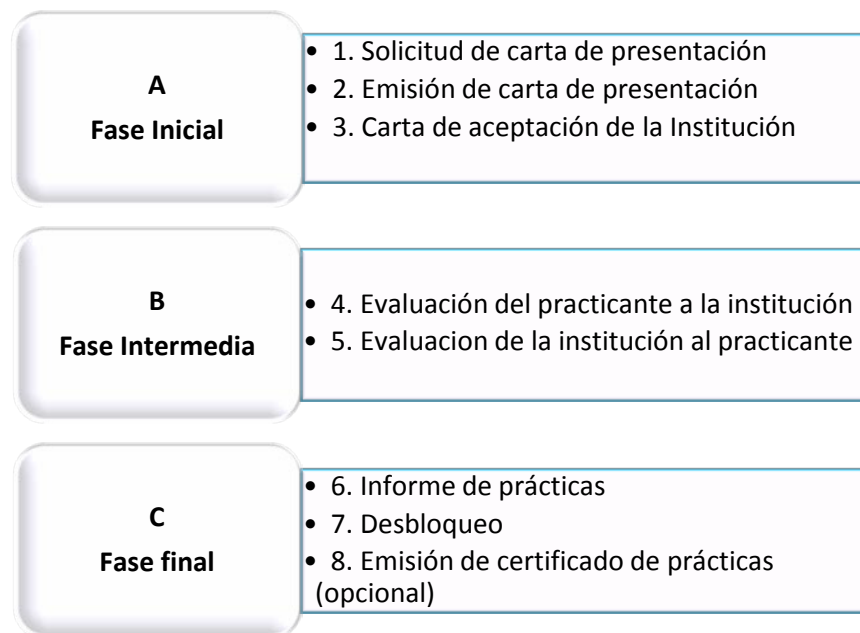 A
Fase Inicial
• 1. Solicitud de carta de presentación
• 2. Emisión de carta de presentación
• 3. Carta de aceptación de la Institución
B
Fase Intermedia
• 4. Evaluación del practicante a la institución
• 5. Evaluacion de la institución al practicante
C
Fase final
• 6. Informe de prácticas
• 7. Desbloqueo
• 8. Emisión de certificado de prácticas
(opcional)